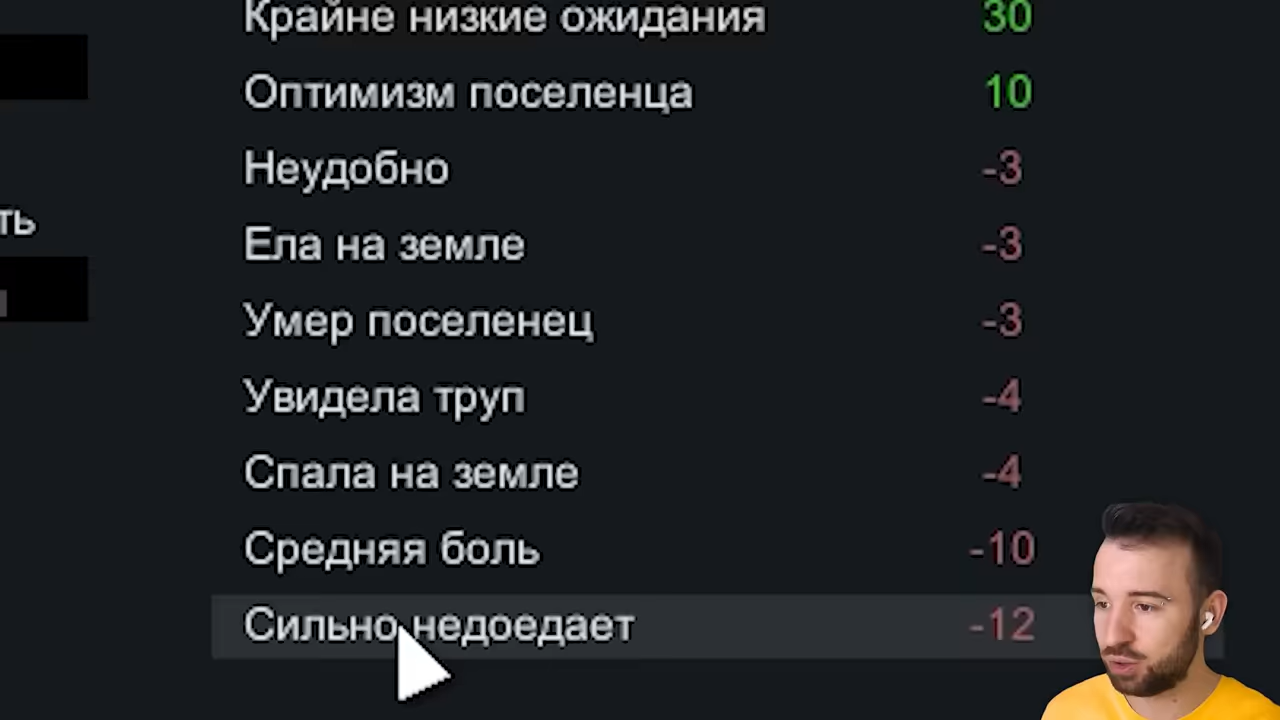 Крайне низкие ожидания 30
Оптимизм поселенца 10
Неудобно -3
ть
Ела на земле -3
Умер поселенец -3
Увидела труп -4
Спала на земле -4
Средняя боль -10
Сильно недоедает -12